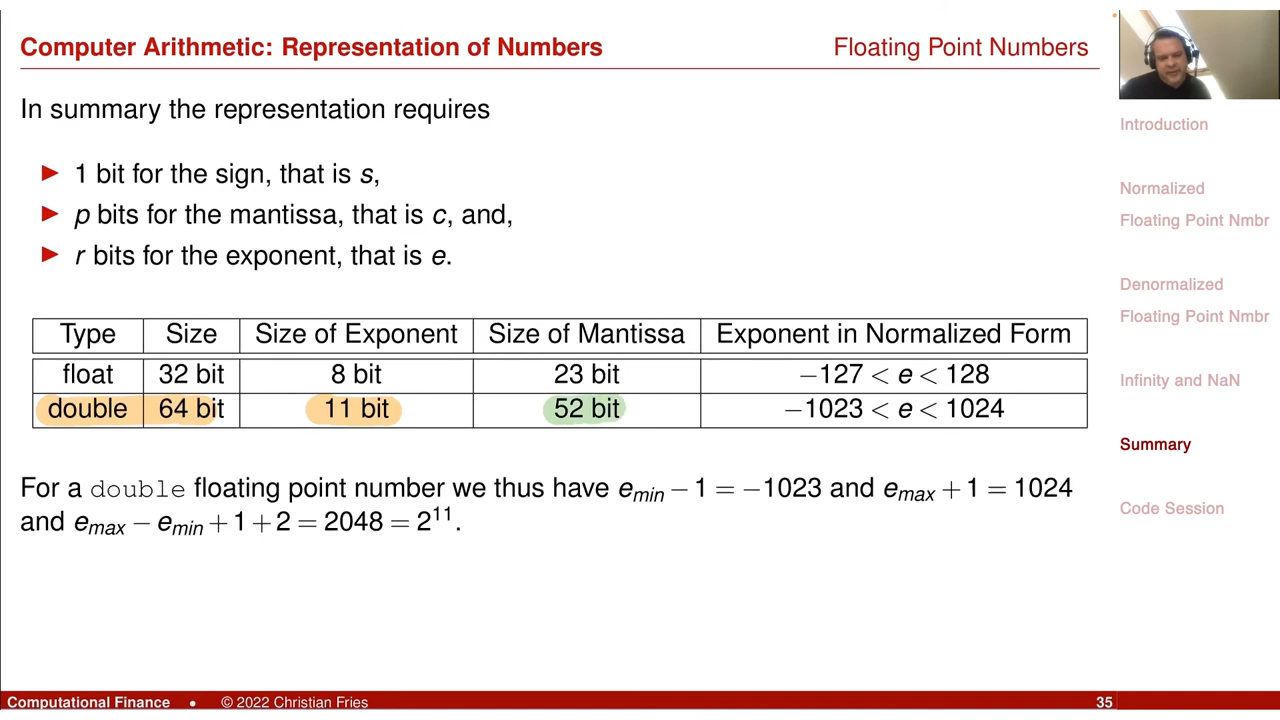 Computer Arithmetic: Representation of Numbers Floating Point Numbers
In summary the representation requires
1 bit for the sign, that is s,
p bits for the mantissa, that is c, and,
r bits for the exponent, that is e.
Type Size Size of Exponent Size of Mantissa Exponent in Normalized Form
float 32 bit 8 bit 23 bit −127 < e < 128
double 64 bit 11 bit 52 bit −1023 < e < 1024
For a double floating point number we thus have e_min − 1 = −1023 and e_max + 1 = 1024
and e_max − e_min + 1 + 2 = 2048 = 2^11.
Introduction
Normalized
Floating Point Nmbr
Denormalized
Floating Point Nmbr
Infinity and NaN
Summary
Code Session
Computational Finance • © 2022 Christian Fries 35